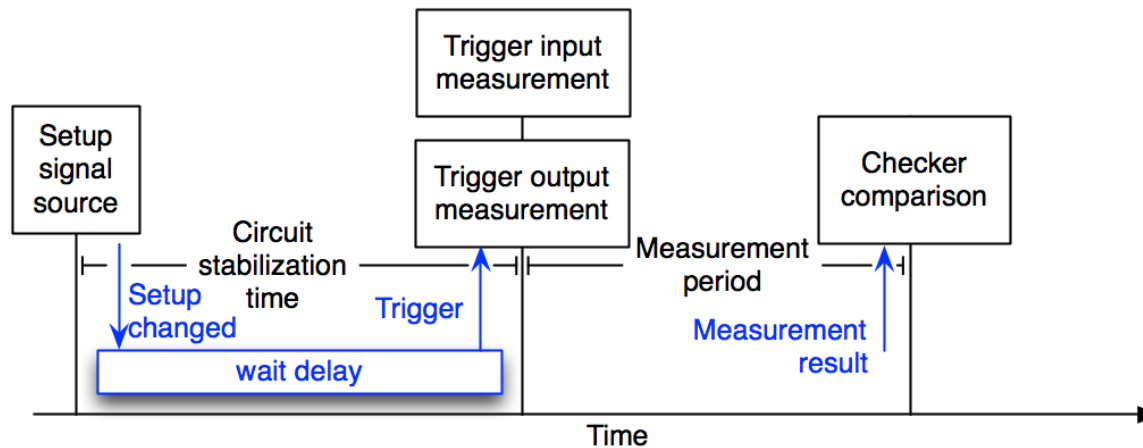 Trigger input
measurement
Setup
signal
source
Trigger output
measurement
Checker
comparison
Circuit
stabilization
time
Measurement
period
Setup
changed
Trigger
Measurement
result
wait delay
Time